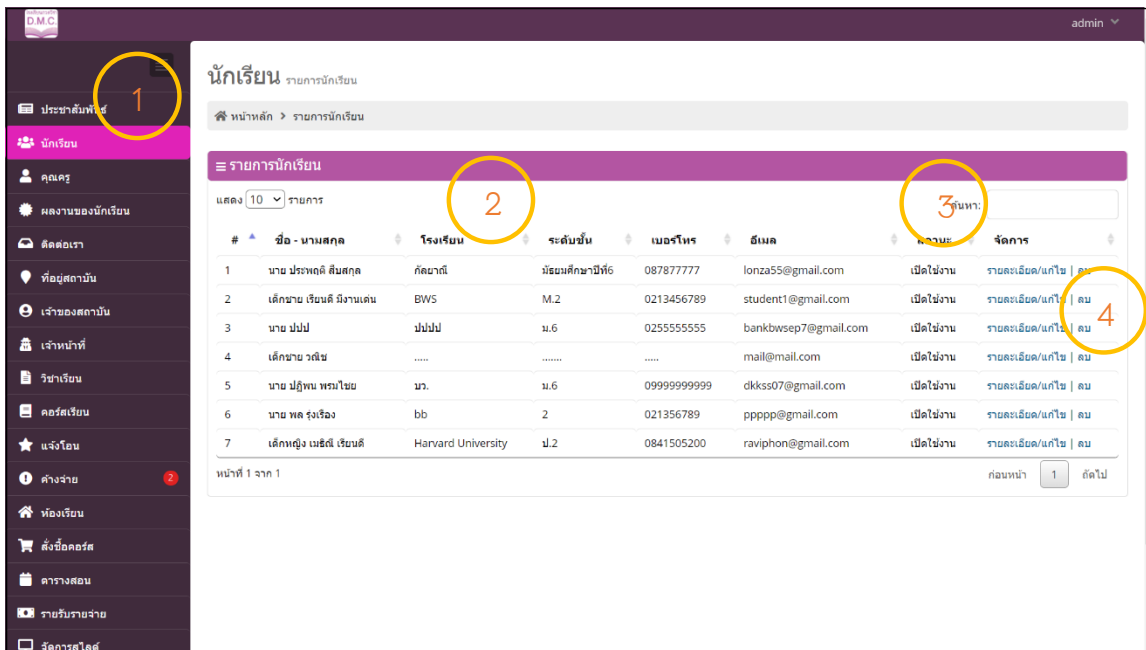 D.M.C.
admin
1
นักเรียน รายการนักเรียน
ประชาสัมพันธ์
หน้าหลัก > รายการนักเรียน
นักเรียน
รายการนักเรียน
คุณครู
แสดง 10 รายการ
2
3
ค้นหา:
ผลงานของนักเรียน
# ชื่อ - นามสกุล โรงเรียน ระดับชั้น เบอร์โทร อีเมล สถานะ จัดการ
ติดต่อเรา
1 นาย ประพฤติ สืบสกุล กัลยาณี มัธยมศึกษาปีที่6 087877777 lonza55@gmail.com เปิดใช้งาน รายละเอียด/แก้ไข | ลบ
ที่อยู่สถาบัน
2 เด็กชาย เรียนดี มีงานเด่น BWS M.2 0213456789 student1@gmail.com เปิดใช้งาน รายละเอียด/แก้ไข | ลบ
4
เจ้าของสถาบัน
3 นาย ปปป ปปปป ม.6 0255555555 bankbwsep7@gmail.com เปิดใช้งาน รายละเอียด/แก้ไข | ลบ
เจ้าหน้าที่
4 เด็กชาย วณิช ..... ....... ..... mail@mail.com เปิดใช้งาน รายละเอียด/แก้ไข | ลบ
วิชาเรียน
5 นาย ปฏิพน พรมไชย บว. ม.6 09999999999 dkkss07@gmail.com เปิดใช้งาน รายละเอียด/แก้ไข | ลบ
คอร์สเรียน
6 นาย พล รุ่งเรือง bb 2 021356789 ppppp@gmail.com เปิดใช้งาน รายละเอียด/แก้ไข | ลบ
แจ้งโอน
7 เด็กหญิง เมธิณี เรียนดี Harvard University ป.2 0841505200 raviphon@gmail.com เปิดใช้งาน รายละเอียด/แก้ไข | ลบ
ค้างจ่าย 2
หน้าที่ 1 จาก 1
ก่อนหน้า 1 ถัดไป
ห้องเรียน
สั่งซื้อคอร์ส
ตารางสอน
รายรับรายจ่าย
จัดการสไลด์